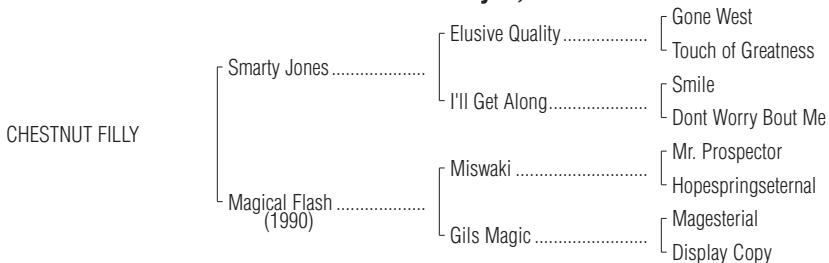 Gone West
Elusive Quality...................
Touch of Greatness
Smarty Jones....................
Smile
I'll Get Along......................
Dont Worry Bout Me
CHESTNUT FILLY
Mr. Prospector
Miswaki ............................
Hopespringseternal
Magical Flash ...................
(1990)
Magesterial
Gils Magic ........................
Display Copy